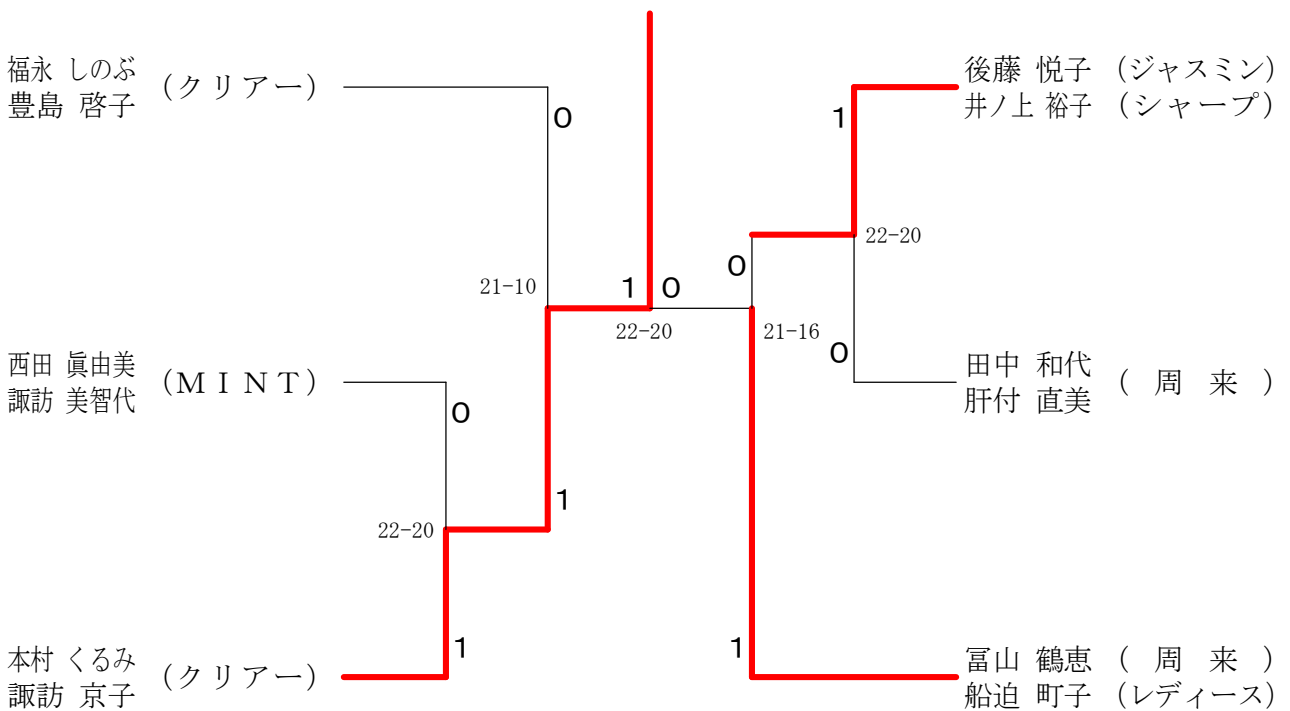 福永 しのぶ
豊島 啓子
(クリアー)
0
21-10
西田 眞由美
諏訪 美智代
(ＭＩＮＴ)
0
1
22-20
本村 くるみ
諏訪 京子
(クリアー)
1
1 0
22-20
後藤 悦子 (ジャスミン)
井ノ上 裕子 (シャープ)
1
22-20
0
21-16
0
田中 和代
肝付 直美
( 周 来 )
1
冨山 鶴恵 ( 周 来 )
船迫 町子 (レディース)